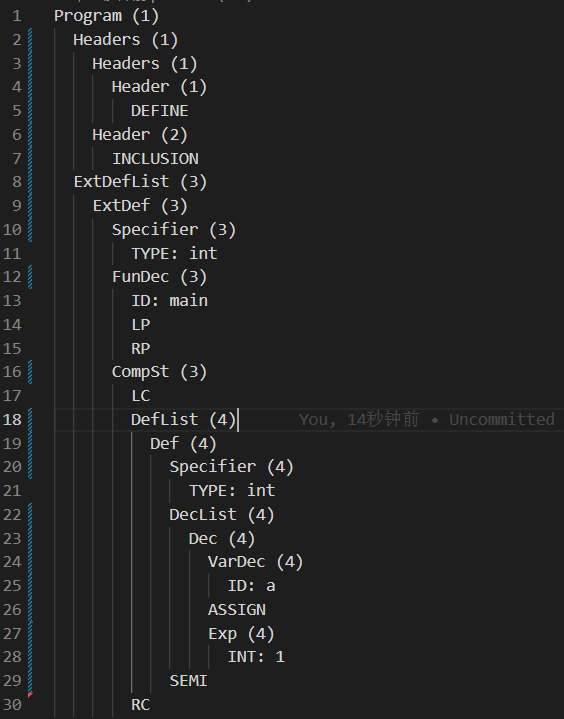 1 Program (1)
2 Headers (1)
3 Headers (1)
4 Header (1)
5 DEFINE
6 Header (2)
7 INCLUSION
8 ExtDefList (3)
9 ExtDef (3)
10 Specifier (3)
11 TYPE: int
12 FunDec (3)
13 ID: main
14 LP
15 RP
16 CompSt (3)
17 LC
18 DefList (4) You, 14秒钟前 • Uncommitted
19 Def (4)
20 Specifier (4)
21 TYPE: int
22 DecList (4)
23 Dec (4)
24 VarDec (4)
25 ID: a
26 ASSIGN
27 Exp (4)
28 INT: 1
29 SEMI
30 RC